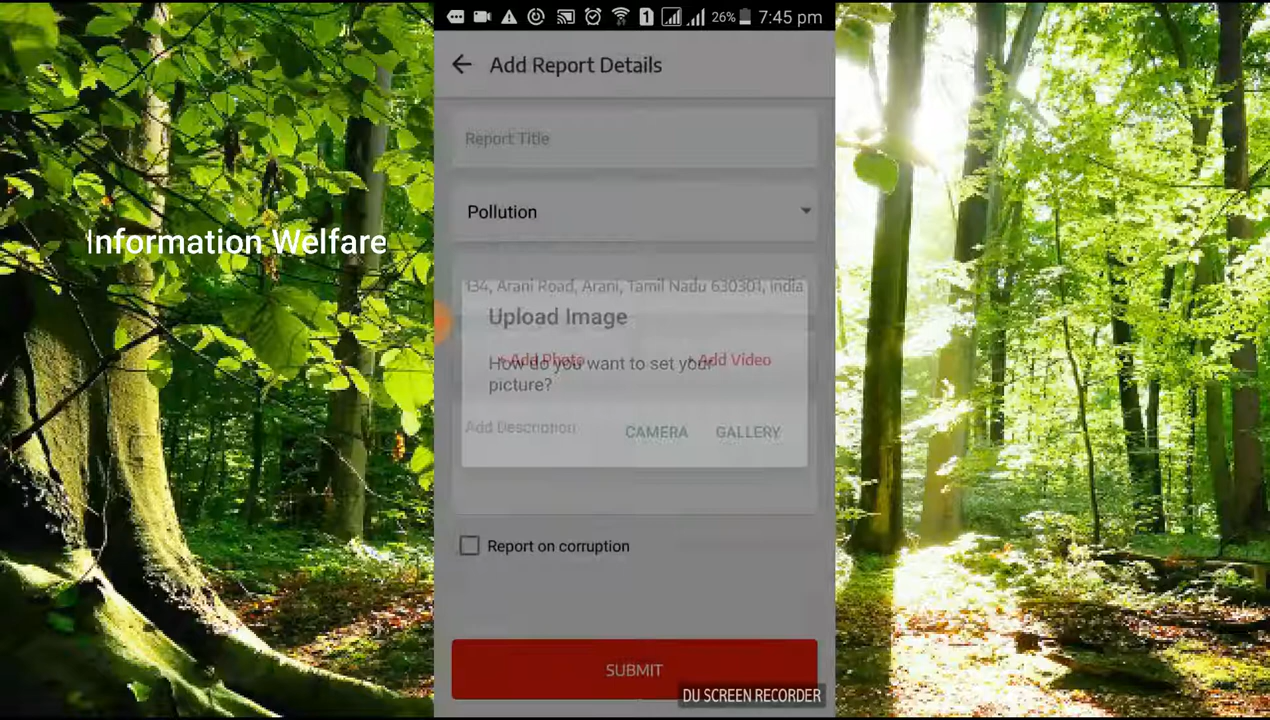 1 26% 7:45 pm
Add Report Details
Report Title
Information Welfare
Pollution
134, Arani Road, Arani, Tamil Nadu 630301, India
Upload Image
+ Add Photo
+ Add Video
How do you want to set your
picture?
Add Description
CAMERA
GALLERY
Report on corruption
SUBMIT
DU SCREEN RECORDER